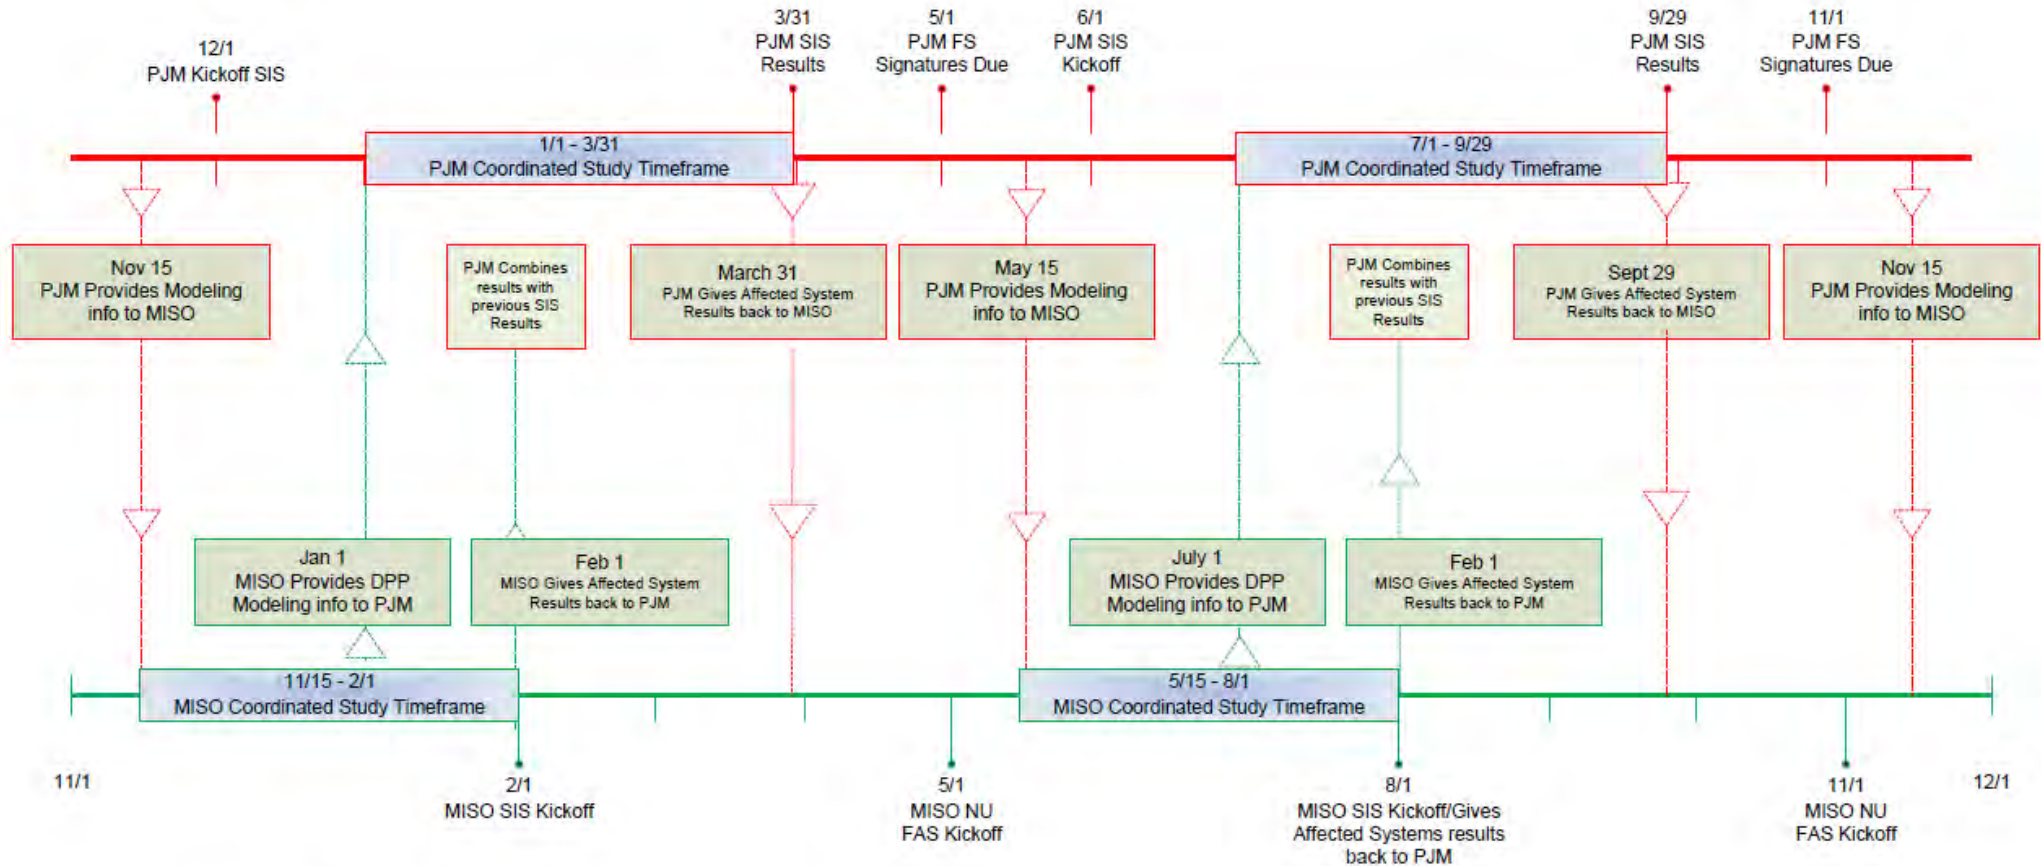 12/1
PJM Kickoff SIS
3/31
PJM SIS
Results
5/1
PJM FS
Signatures Due
6/1
PJM SIS
Kickoff
9/29
PJM SIS
Results
11/1
PJM FS
Signatures Due
1/1 - 3/31
PJM Coordinated Study Timeframe
7/1 - 9/29
PJM Coordinated Study Timeframe
Nov 15
PJM Provides Modeling
info to MISO
PJM Combines
results with
previous SIS
Results
March 31
PJM Gives Affected System
Results back to MISO
May 15
PJM Provides Modeling
info to MISO
PJM Combines
results with
previous SIS
Results
Sept 29
PJM Gives Affected System
Results back to MISO
Nov 15
PJM Provides Modeling
info to MISO
Jan 1
MISO Provides DPP
Modeling info to PJM
Feb 1
MISO Gives Affected System
Results back to PJM
July 1
MISO Provides DPP
Modeling info to PJM
Feb 1
MISO Gives Affected System
Results back to PJM
11/15 - 2/1
MISO Coordinated Study Timeframe
5/15 - 8/1
MISO Coordinated Study Timeframe
11/1
2/1
MISO SIS Kickoff
5/1
MISO NU
FAS Kickoff
8/1
MISO SIS Kickoff/Gives
Affected Systems results
back to PJM
11/1
MISO NU
FAS Kickoff
12/1